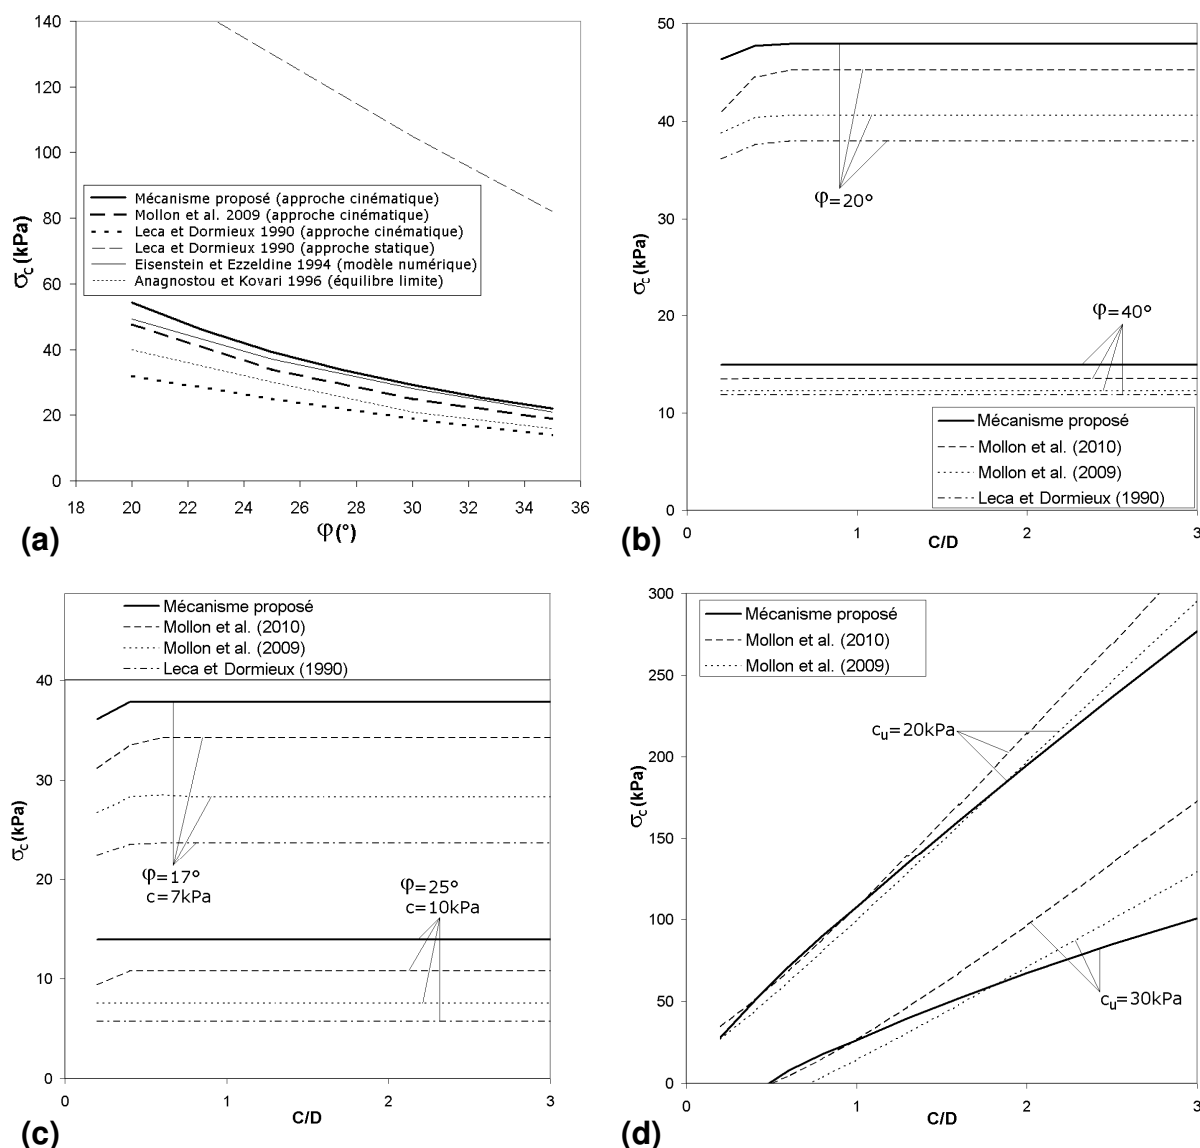 140
120
100
80
60
40
20
0
σc (kPa)
Mécanisme proposé (approche cinématique)
Mollon et al. 2009 (approche cinématique)
Leca et Dormieux 1990 (approche cinématique)
Leca et Dormieux 1990 (approche statique)
Eisenstein et Ezzeldine 1994 (modèle numérique)
Anagnostou et Kovari 1996 (équilibre limite)
18 20 22 24 26 28 30 32 34 36
φ(°)
(a)
50
40
30
20
10
0
σc (kPa)
φ=20°
φ=40°
Mécanisme proposé
Mollon et al. (2010)
Mollon et al. (2009)
Leca et Dormieux (1990)
0 1 2 3
C/D
(b)
Mécanisme proposé
Mollon et al. (2010)
Mollon et al. (2009)
Leca et Dormieux (1990)
40
30
20
10
0
σc (kPa)
φ=17°
c=7kPa
φ=25°
c=10kPa
0 1 2 3
C/D
(c)
300
250
200
150
100
50
0
σc (kPa)
Mécanisme proposé
Mollon et al. (2010)
Mollon et al. (2009)
cu=20kPa
cu=30kPa
0 1 2 3
C/D
(d)